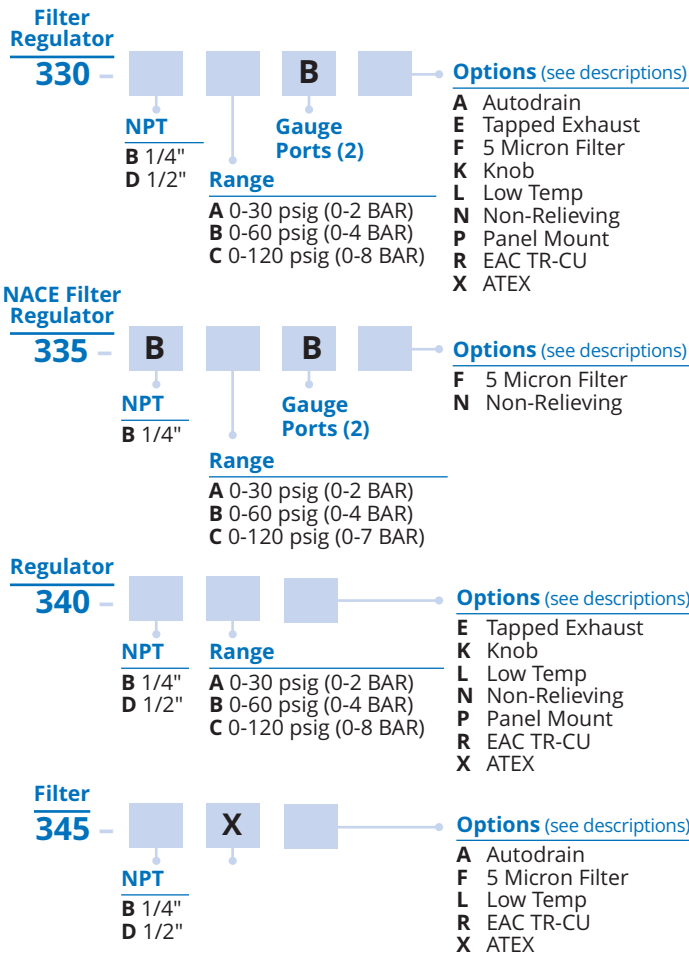 Filter
Regulator
330 –
B
NPT
B 1/4"
D 1/2"
Gauge
Ports (2)
Range
A 0-30 psig (0-2 BAR)
B 0-60 psig (0-4 BAR)
C 0-120 psig (0-8 BAR)
Options (see descriptions)
A Autodrain
E Tapped Exhaust
F 5 Micron Filter
K Knob
L Low Temp
N Non-Relieving
P Panel Mount
R EAC TR-CU
X ATEX
NACE Filter
Regulator
335 – B B
NPT
B 1/4"
Gauge
Ports (2)
Range
A 0-30 psig (0-2 BAR)
B 0-60 psig (0-4 BAR)
C 0-120 psig (0-7 BAR)
Options (see descriptions)
F 5 Micron Filter
N Non-Relieving
Regulator
340 –
NPT
B 1/4"
D 1/2"
Range
A 0-30 psig (0-2 BAR)
B 0-60 psig (0-4 BAR)
C 0-120 psig (0-8 BAR)
Options (see descriptions)
E Tapped Exhaust
K Knob
L Low Temp
N Non-Relieving
P Panel Mount
R EAC TR-CU
X ATEX
Filter
345 – X
NPT
B 1/4"
D 1/2"
Options (see descriptions)
A Autodrain
F 5 Micron Filter
L Low Temp
R EAC TR-CU
X ATEX